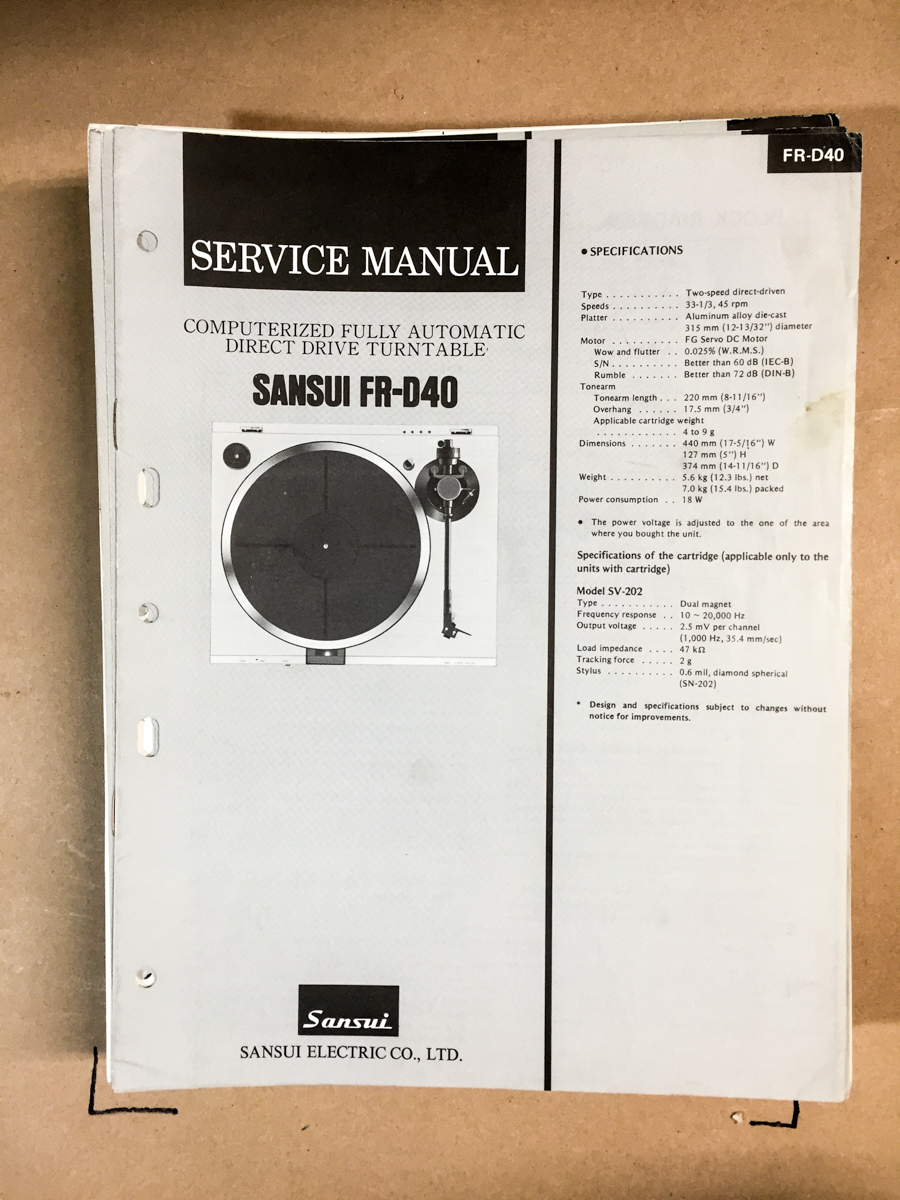 SERVICE MANUAL
COMPUTERIZED FULLY AUTOMATIC
DIRECT DRIVE TURNTABLE
SANSUI FR-D40
Sansui
SANSUI ELECTRIC CO., LTD.
FR-D40
● SPECIFICATIONS
Type . . . . . . . . . . . Two-speed direct-driven
Speeds . . . . . . . . . . 33-1/3, 45 rpm
Platter . . . . . . . . . . Aluminum alloy die-cast
315 mm (12-13/32") diameter
Motor . . . . . . . . . . FG Servo DC Motor
Wow and flutter . . 0.025% (W.R.M.S.)
S/N . . . . . . . . . . Better than 60 dB (IEC-B)
Rumble . . . . . . . Better than 72 dB (DIN-B)
Tonearm
Tonearm length . . . 220 mm (8-11/16")
Overhang . . . . . . 17.5 mm (3/4")
Applicable cartridge weight
. . . . . . . . . . . . 4 to 9 g
Dimensions . . . . . . . 440 mm (17-5/16") W
127 mm (5") H
374 mm (14-11/16") D
Weight . . . . . . . . . . 5.6 kg (12.3 lbs.) net
7.0 kg (15.4 lbs.) packed
Power consumption . . 18 W
● The power voltage is adjusted to the one of the area
where you bought the unit.
Specifications of the cartridge (applicable only to the
units with cartridge)
Model SV-202
Type . . . . . . . . . . . Dual magnet
Frequency response . . 10 ~ 20,000 Hz
Output voltage . . . . . 2.5 mV per channel
(1,000 Hz, 35.4 mm/sec)
Load impedance . . . . 47 kΩ
Tracking force . . . . . 2 g
Stylus . . . . . . . . . . 0.6 mil, diamond spherical
(SN-202)
* Design and specifications subject to changes without
notice for improvements.